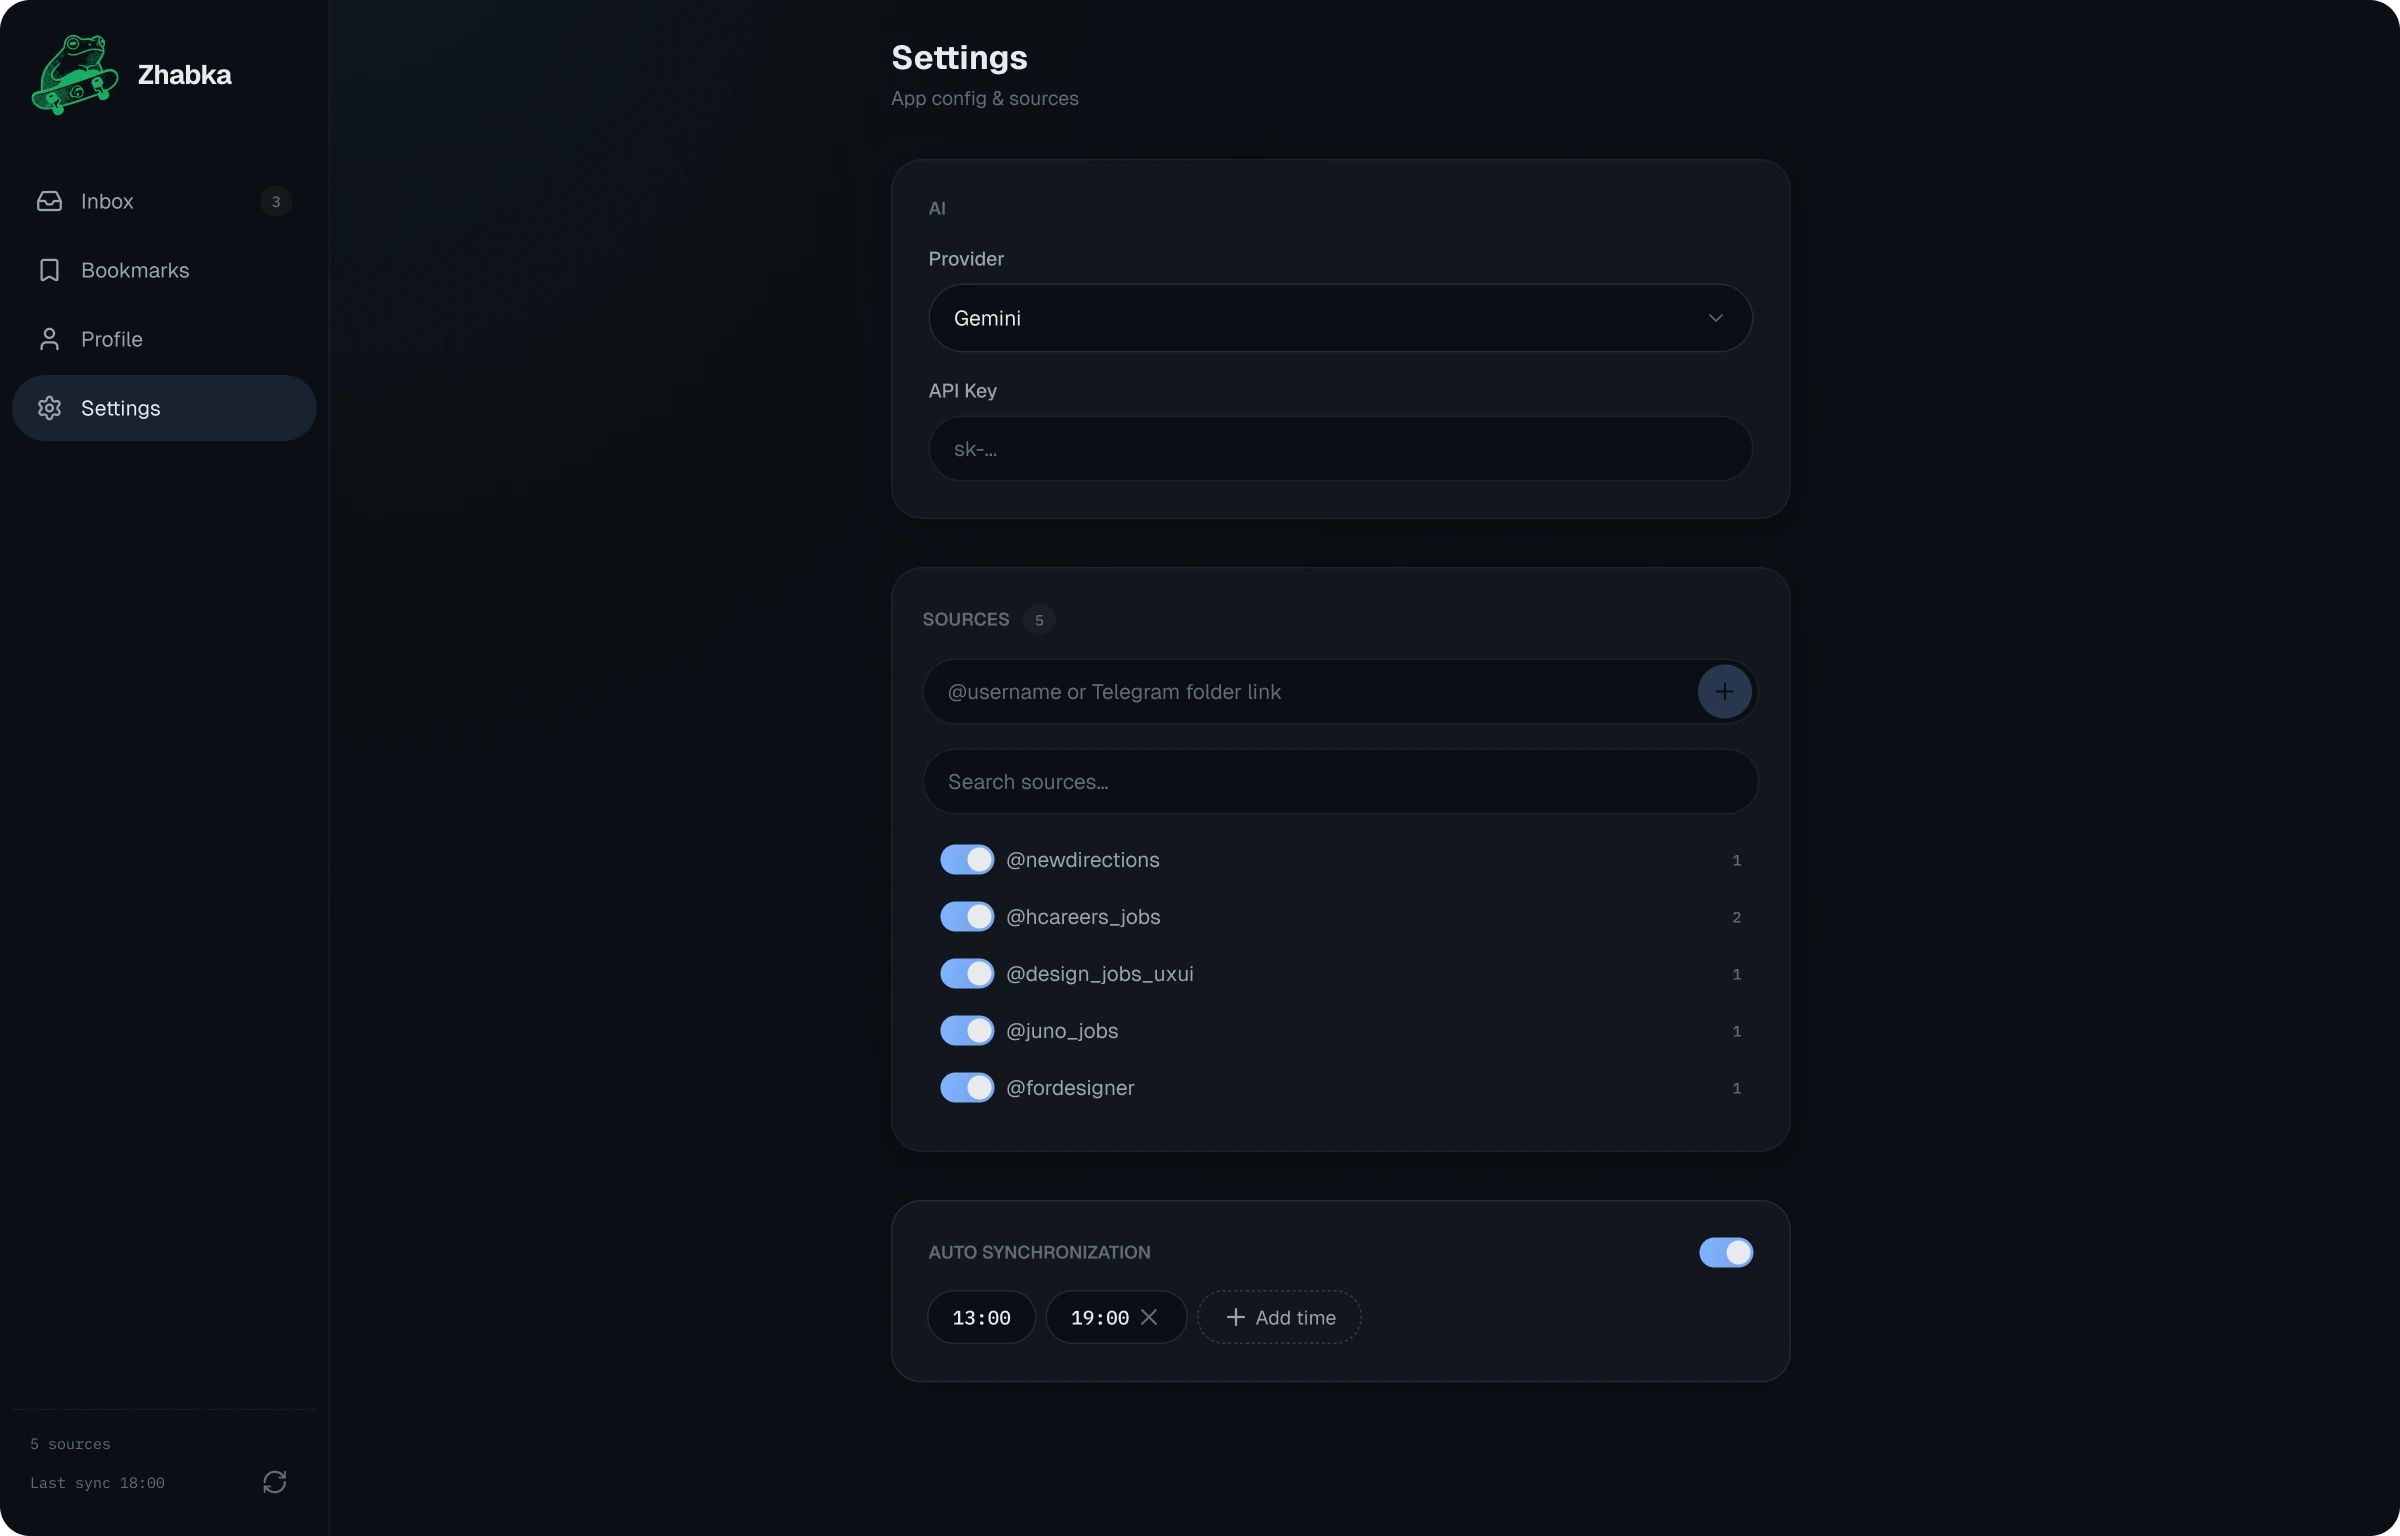 Zhabka
Inbox 3
Bookmarks
Profile
Settings
5 sources
Last sync 18:00
Settings
App config & sources
AI
Provider
Gemini
API Key
sk-...
SOURCES 5
@username or Telegram folder link
Search sources...
@newdirections 1
@hcareers_jobs 2
@design_jobs_uxui 1
@juno_jobs 1
@fordesigner 1
AUTO SYNCHRONIZATION
13:00 19:00 Add time